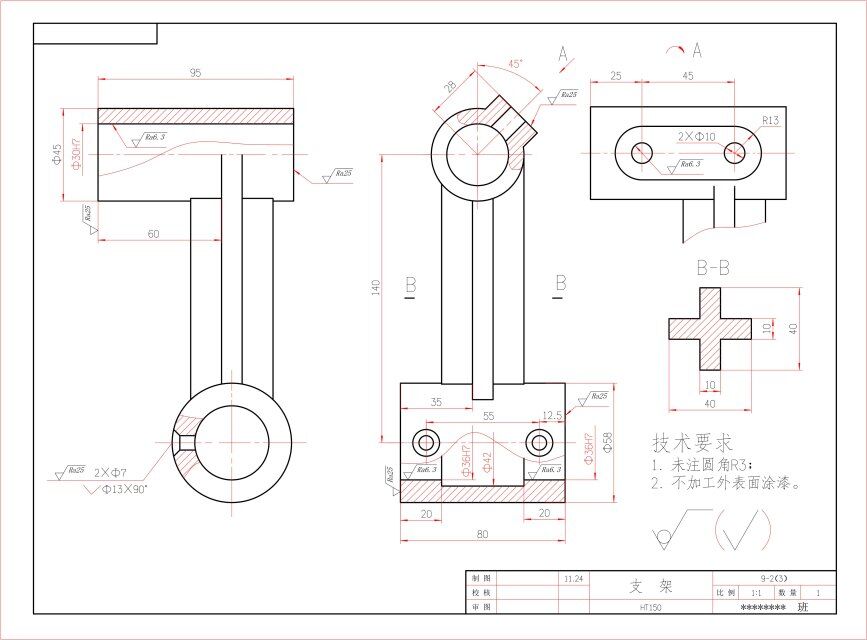 95
Φ45
Φ30H7
Ra6.3
Ra25
Ra25
60
28
45°
A
Ra25
140
B
B
A
25
45
2×Φ10
R13
Ra6.3
B-B
10
40
10
40
Ra25
2×Φ7
Φ13×90°
35
55
12.5
Ra25
Φ36H7
Φ42
Φ36H7
Φ58
Ra25
Ra6.3
Ra6.3
20
20
80
技术要求
1. 未注圆角R3；
2. 不加工外表面涂漆。
制图
11.24
支 架
9-2(3)
校核
比例
1:1
数量
1
审图
HT150
******** 班